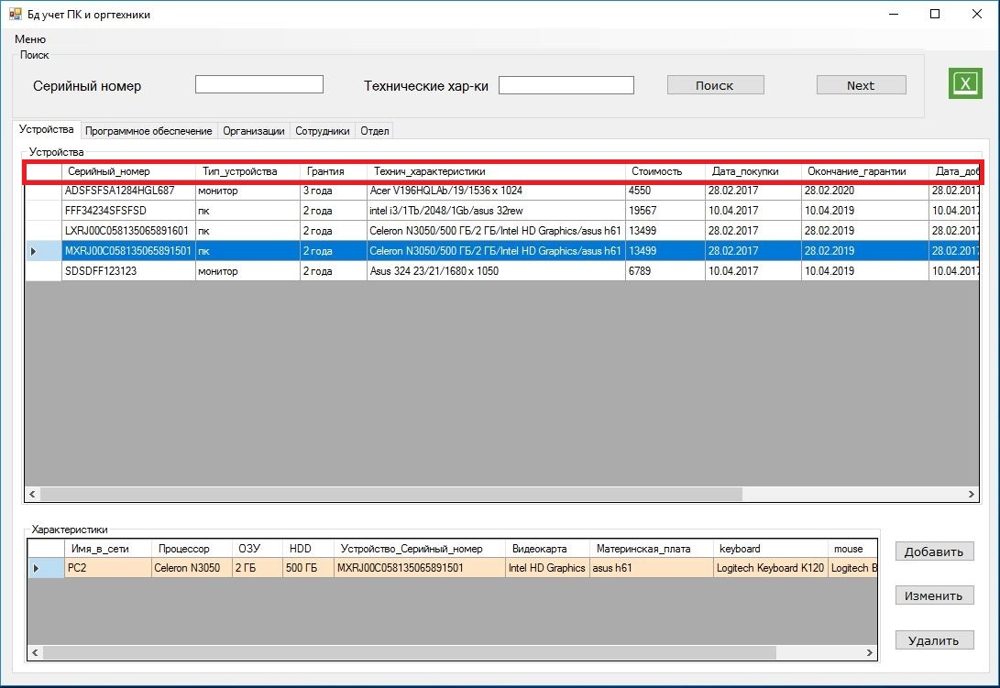 Бд учет ПК и оргтехники
Меню
Поиск
Серийный номер Технические хар-ки Поиск Next X
Устройства Программное обеспечение Организации Сотрудники Отдел
Устройства
Серийный_номер Тип_устройства Грантия Технич_характеристики Стоимость Дата_покупки Окончание_гарантии Дата_доб
ADSFSFSA1284HGL687 монитор 3 года Acer V196HQLAb/19/1536 x 1024 4550 28.02.2017 28.02.2020 28.02.2017
FFF34234SFSFSD пк 2 года intel i3/1Tb/2048/1Gb/asus 32rew 19567 10.04.2017 10.04.2019 10.04.2017
LXRJ00C058135065891601 пк 2 года Celeron N3050/500 ГБ/2 ГБ/Intel HD Graphics/asus h61 13499 28.02.2017 28.02.2019 28.02.2017
MXRJ00C058135065891501 пк 2 года Celeron N3050/500 ГБ/2 ГБ/Intel HD Graphics/asus h61 13499 28.02.2017 28.02.2019 28.02.2017
SDSDFF123123 монитор 2 года Asus 324 23/21/1680 x 1050 6789 10.04.2017 10.04.2019 10.04.2017
Характеристики
Имя_в_сети Процессор ОЗУ HDD Устройство_Серийный_номер Видеокарта Материнская_плата keyboard mouse
PC2 Celeron N3050 2 ГБ 500 ГБ MXRJ00C058135065891501 Intel HD Graphics asus h61 Logitech Keyboard K120 Logitech B
Добавить
Изменить
Удалить